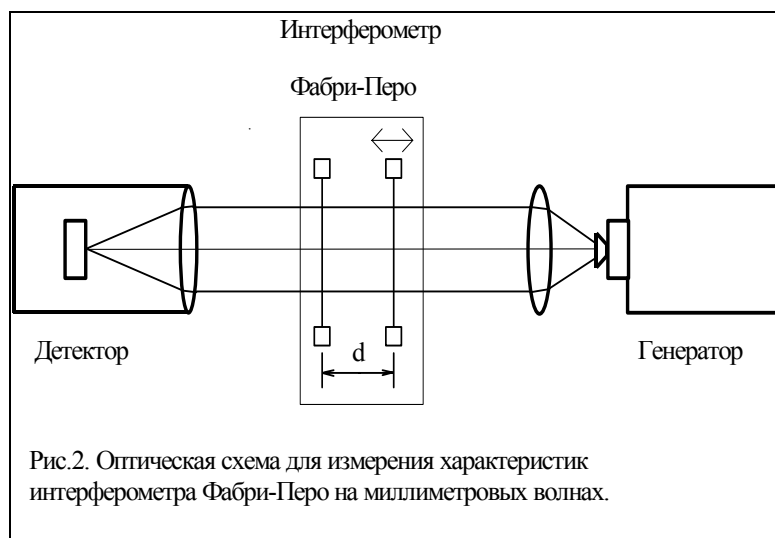 Интерферометр
Фабри-Перо
Детектор
d
Генератор
Рис.2. Оптическая схема для измерения характеристик
интерферометра Фабри-Перо на миллиметровых волнах.